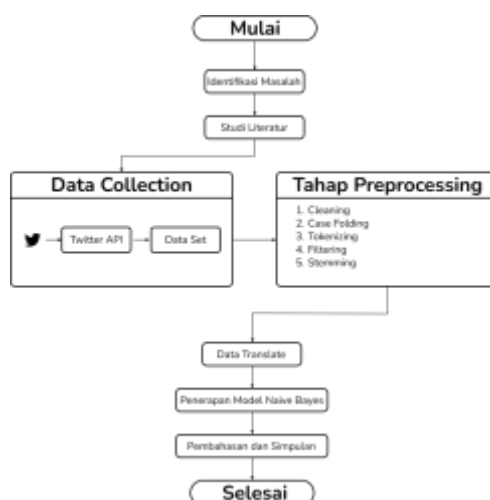 Mulai
Identifikasi Masalah
Studi Literatur
Data Collection
Twitter API
Data Set
Tahap Preprocessing
1. Cleaning
2. Case Folding
3. Tokenizing
4. Filtering
5. Stemming
Data Translate
Penerapan Model Naive Bayes
Pembahasan dan Simpulan
Selesai